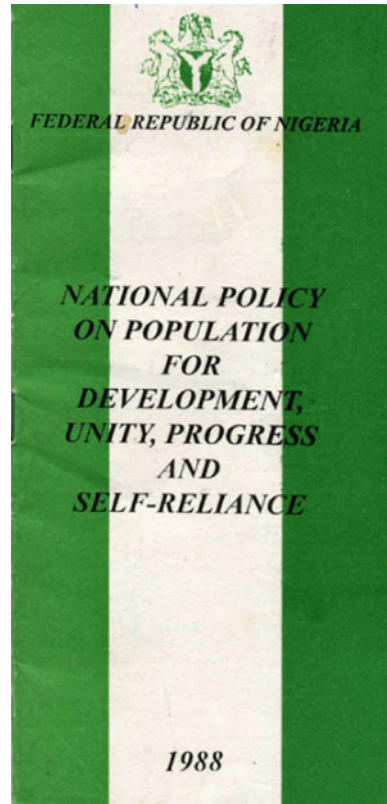 FEDERAL REPUBLIC OF NIGERIA
NATIONAL POLICY
ON POPULATION
FOR
DEVELOPMENT,
UNITY, PROGRESS
AND
SELF-RELIANCE
1988